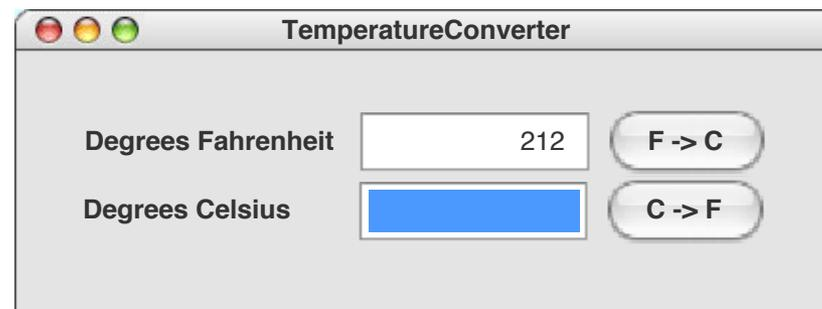 TemperatureConverter
Degrees Fahrenheit 212 F -> C
Degrees Celsius C -> F